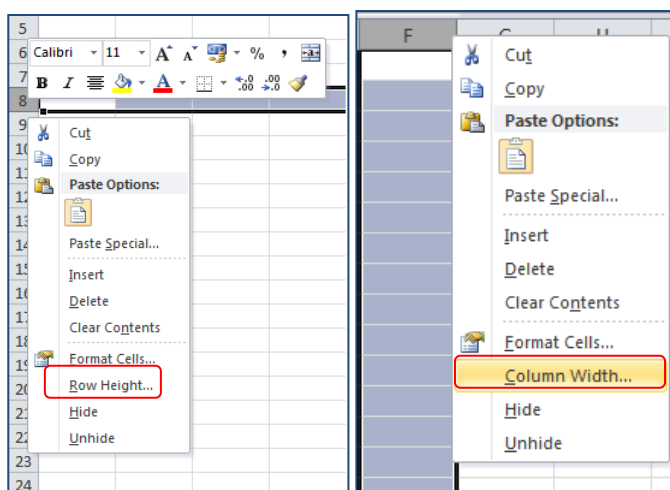 5
6 Calibri 11 A A % ,
7 B I A .00 .0 .00
8
9 Cut
10 Copy
11 Paste Options:
12
13
14 Paste Special...
15 Insert
16 Delete
17 Clear Contents
18
19 Format Cells...
20 Row Height...
21 Hide
22 Unhide
23
24
F
Cut
Copy
Paste Options:
Paste Special...
Insert
Delete
Clear Contents
Format Cells...
Column Width...
Hide
Unhide